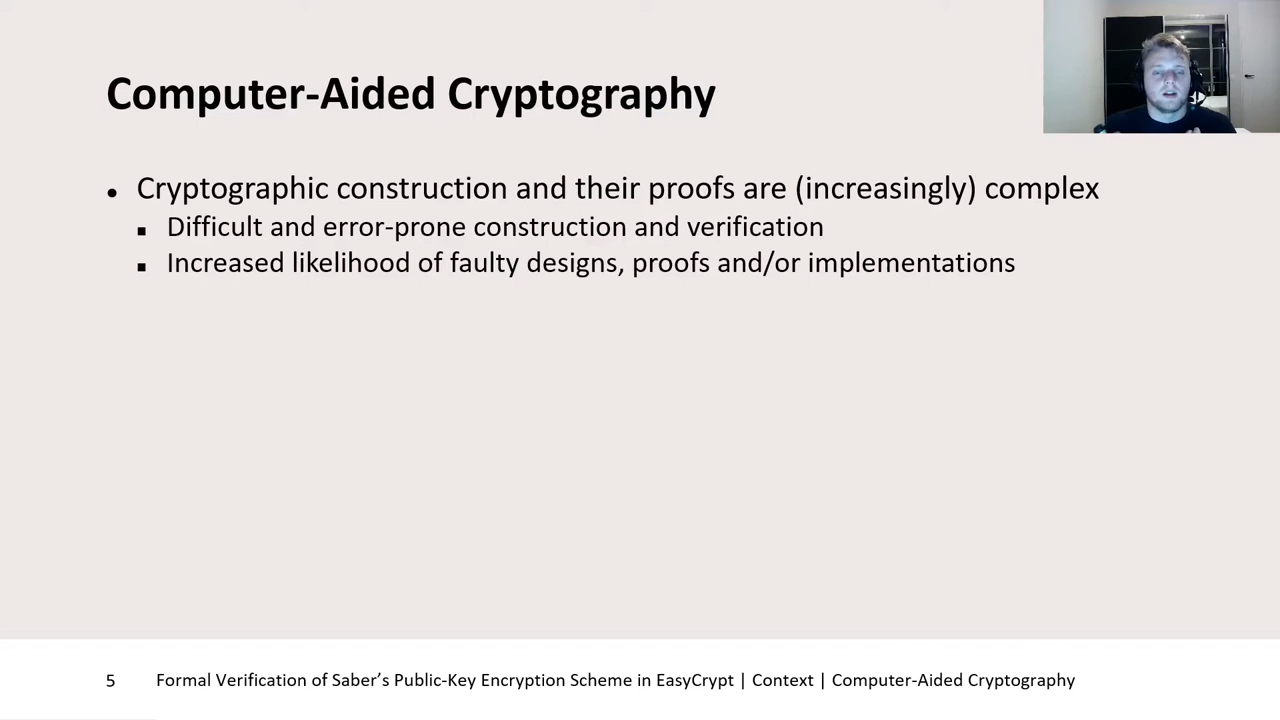 Computer-Aided Cryptography
• Cryptographic construction and their proofs are (increasingly) complex
▪ Difficult and error-prone construction and verification
▪ Increased likelihood of faulty designs, proofs and/or implementations
5 Formal Verification of Saber’s Public-Key Encryption Scheme in EasyCrypt | Context | Computer-Aided Cryptography